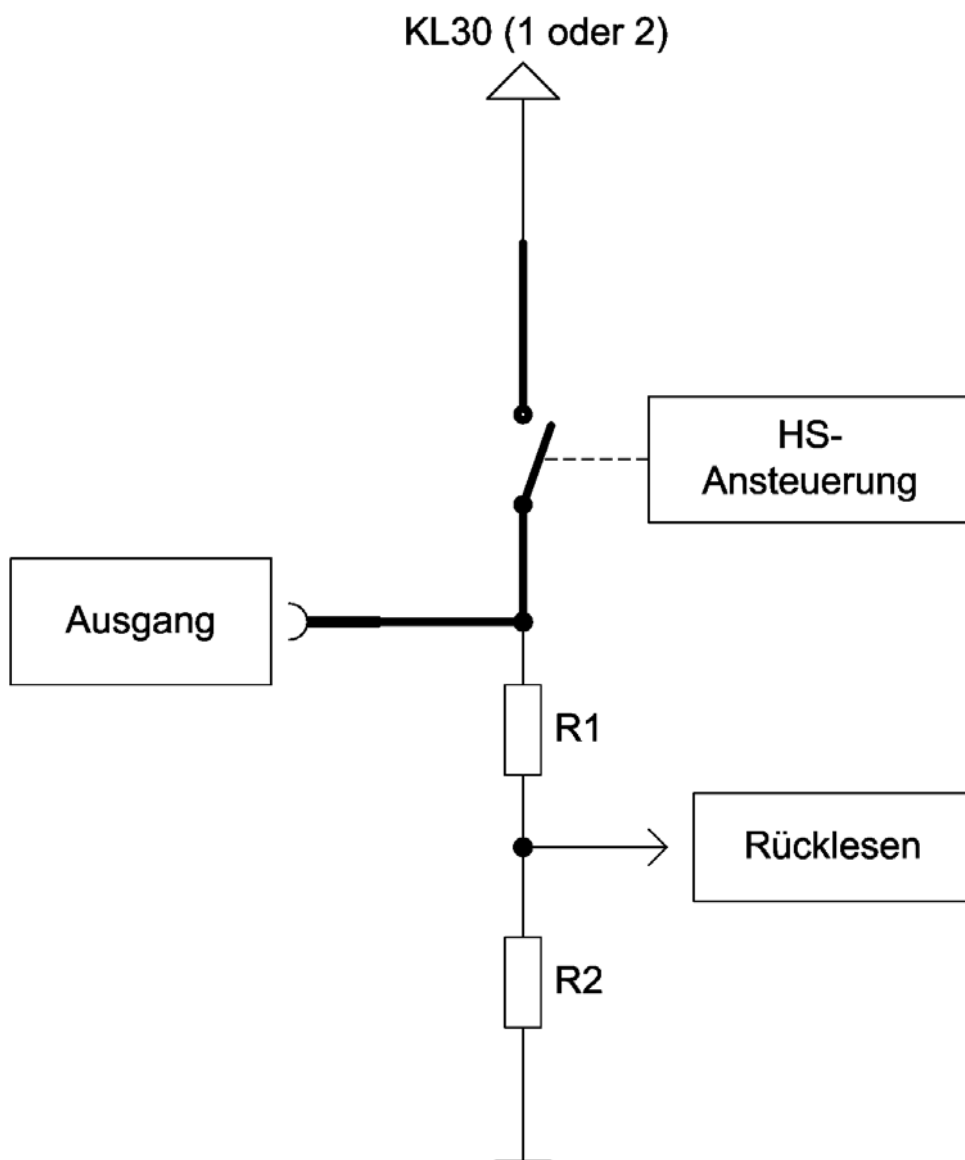 KL30 (1 oder 2)
HS-
Ansteuerung
Ausgang
R1
Rücklesen
R2